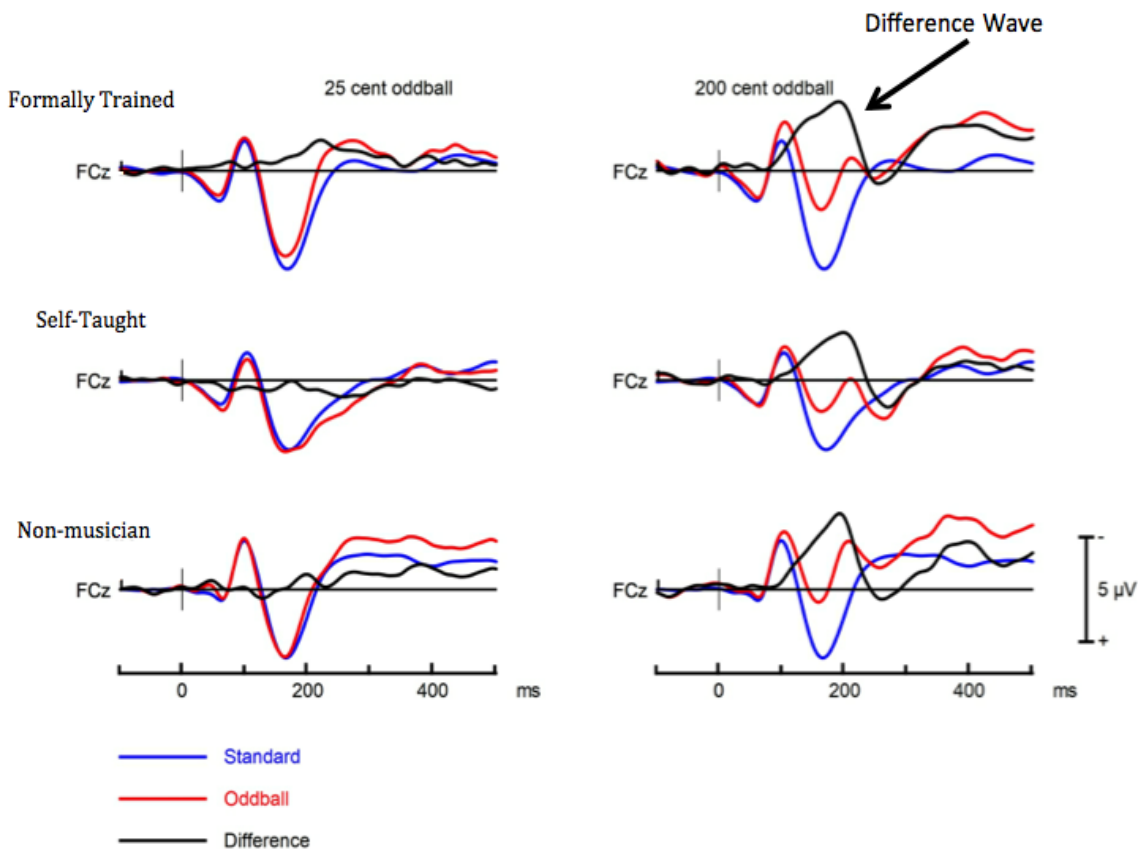 Difference Wave
Formally Trained
25 cent oddball
200 cent oddball
FCz
FCz
Self-Taught
FCz
FCz
Non-musician
FCz
FCz
-
5 µV
+
0 200 400 ms
0 200 400 ms
Standard
Oddball
Difference